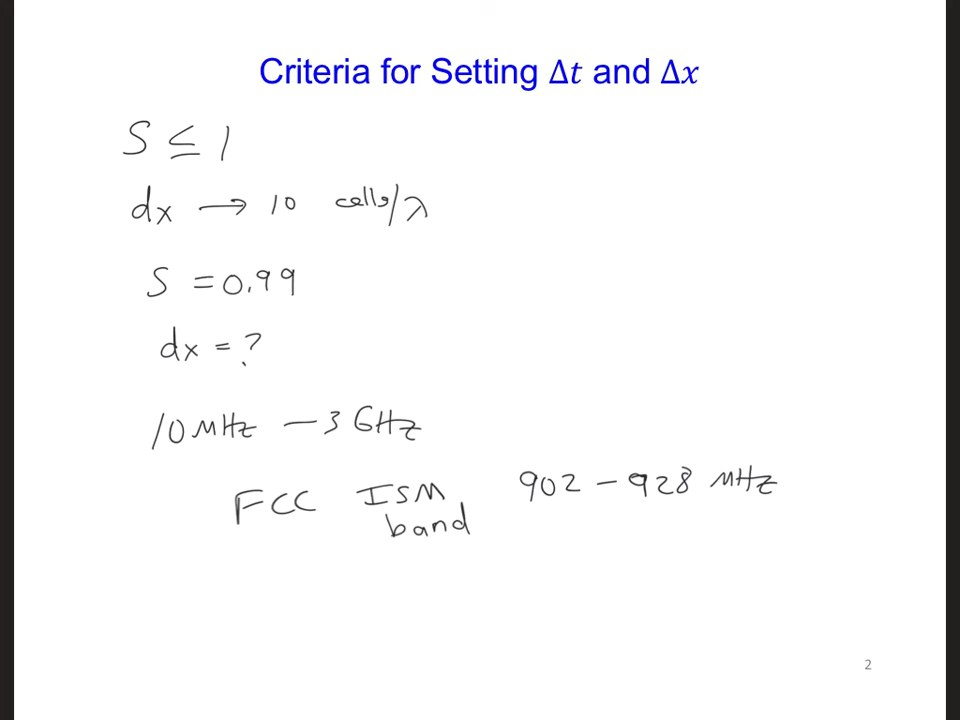 Criteria for Setting Δt and Δx
S ≤ 1
dx → 10 cells/λ
S = 0.99
dx = ?
10 MHz – 3 GHz
FCC ISM band 902 – 928 MHz
2